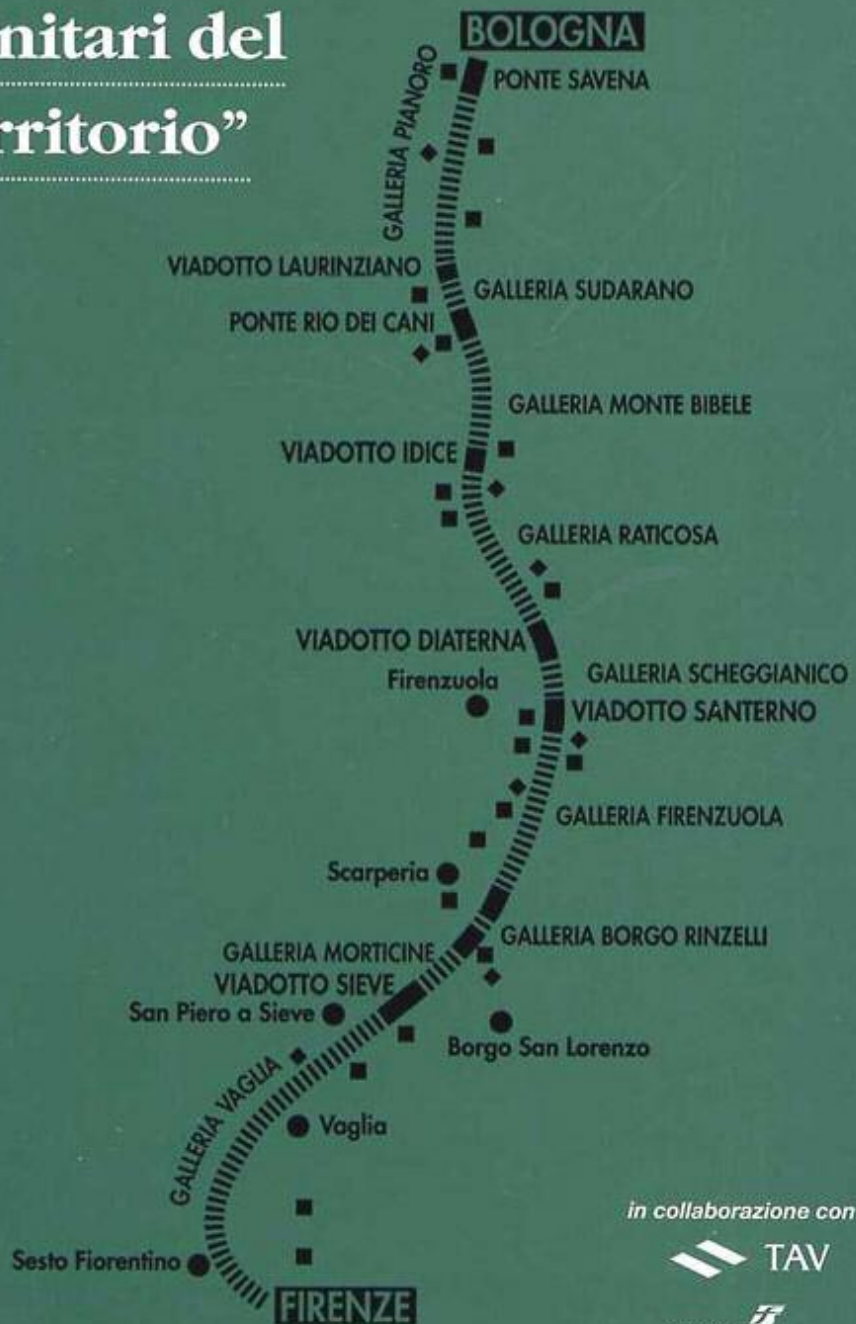 nitari del
rritorio”
BOLOGNA
PONTE SAVENA
GALLERIA PIANORO
VIADOTTO LAURINZIANO
GALLERIA SUDARANO
PONTE RIO DEI CANI
GALLERIA MONTE BIBELE
VIADOTTO IDICE
GALLERIA RATICOSA
VIADOTTO DIATERNA
GALLERIA SCHEGGIANICO
Firenzuola
VIADOTTO SANTERNO
GALLERIA FIRENZUOLA
Scarperia
GALLERIA BORGO RINZELLI
GALLERIA MORTICINE
VIADOTTO SIEVE
San Piero a Sieve
Borgo San Lorenzo
GALLERIA VAGLIA
Vaglia
in collaborazione con
TAV
Sesto Fiorentino
FIRENZE